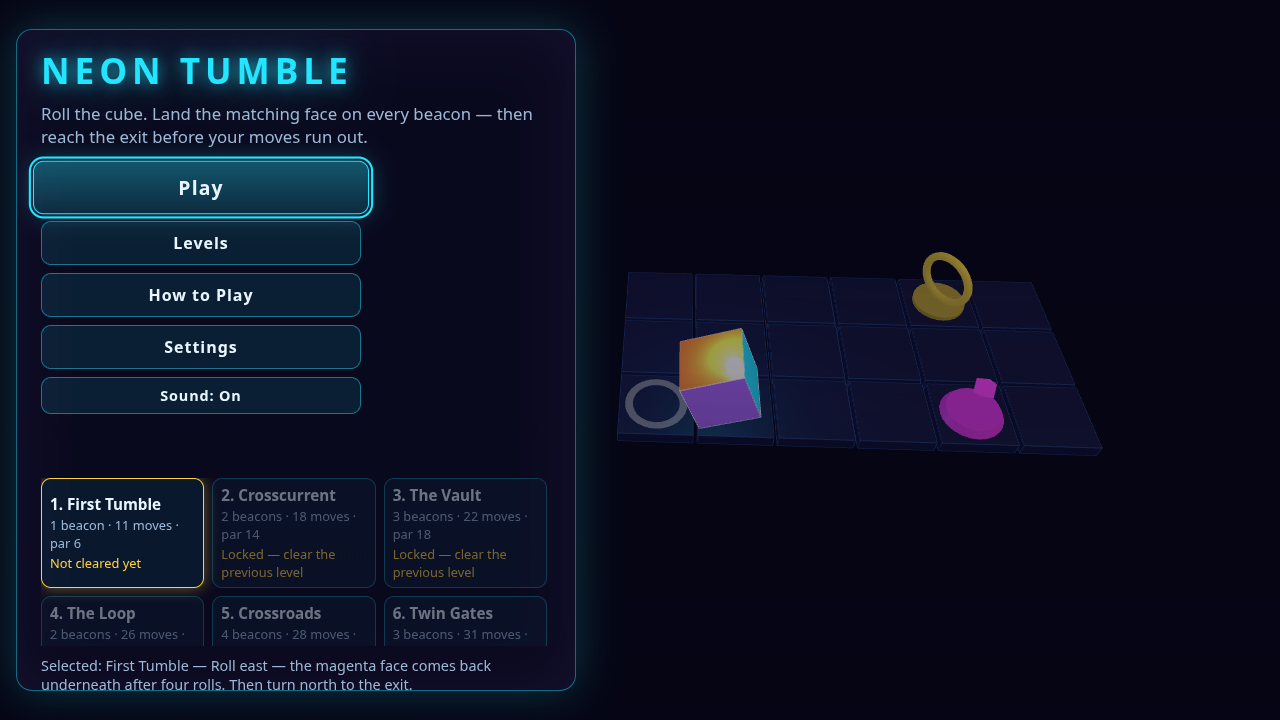 NEON TUMBLE
Roll the cube. Land the matching face on every beacon — then
reach the exit before your moves run out.
Play
Levels
How to Play
Settings
Sound: On
1. First Tumble
1 beacon · 11 moves ·
par 6
Not cleared yet
2. Crosscurrent
2 beacons · 18 moves ·
par 14
Locked — clear the
previous level
3. The Vault
3 beacons · 22 moves ·
par 18
Locked — clear the
previous level
4. The Loop
2 beacons · 26 moves ·
5. Crossroads
4 beacons · 28 moves ·
6. Twin Gates
3 beacons · 31 moves ·
Selected: First Tumble — Roll east — the magenta face comes back
underneath after four rolls. Then turn north to the exit.